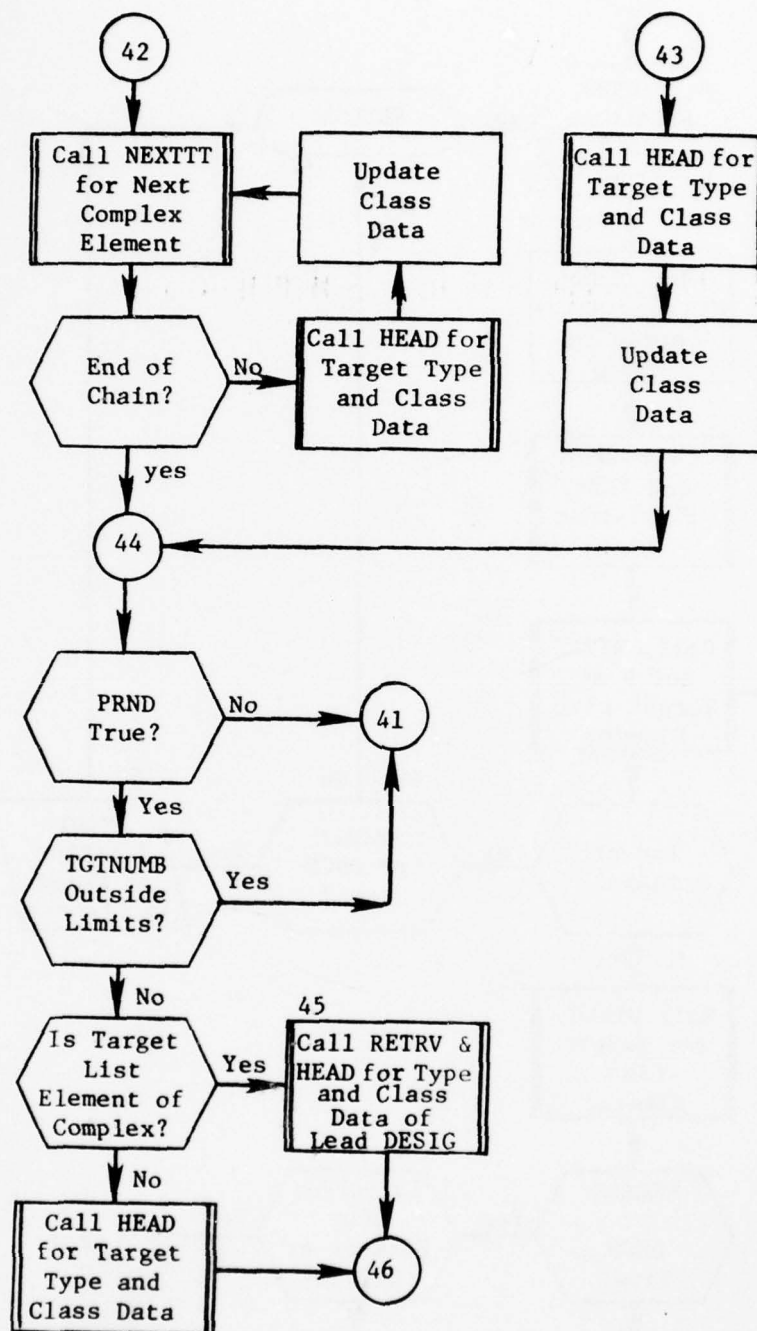 42
43
Call NEXTTT
for Next
Complex
Element
Update
Class
Data
Call HEAD for
Target Type
and Class
Data
End of
Chain?
No
Call HEAD for
Target Type
and Class
Data
Update
Class
Data
yes
44
PRND
True?
No
41
Yes
TGTNUMB
Outside
Limits?
Yes
No
Is Target
List
Element of
Complex?
Yes
45
Call RETRV &
HEAD for Type
and Class
Data of
Lead DESIG
No
Call HEAD
for Target
Type and
Class Data
46